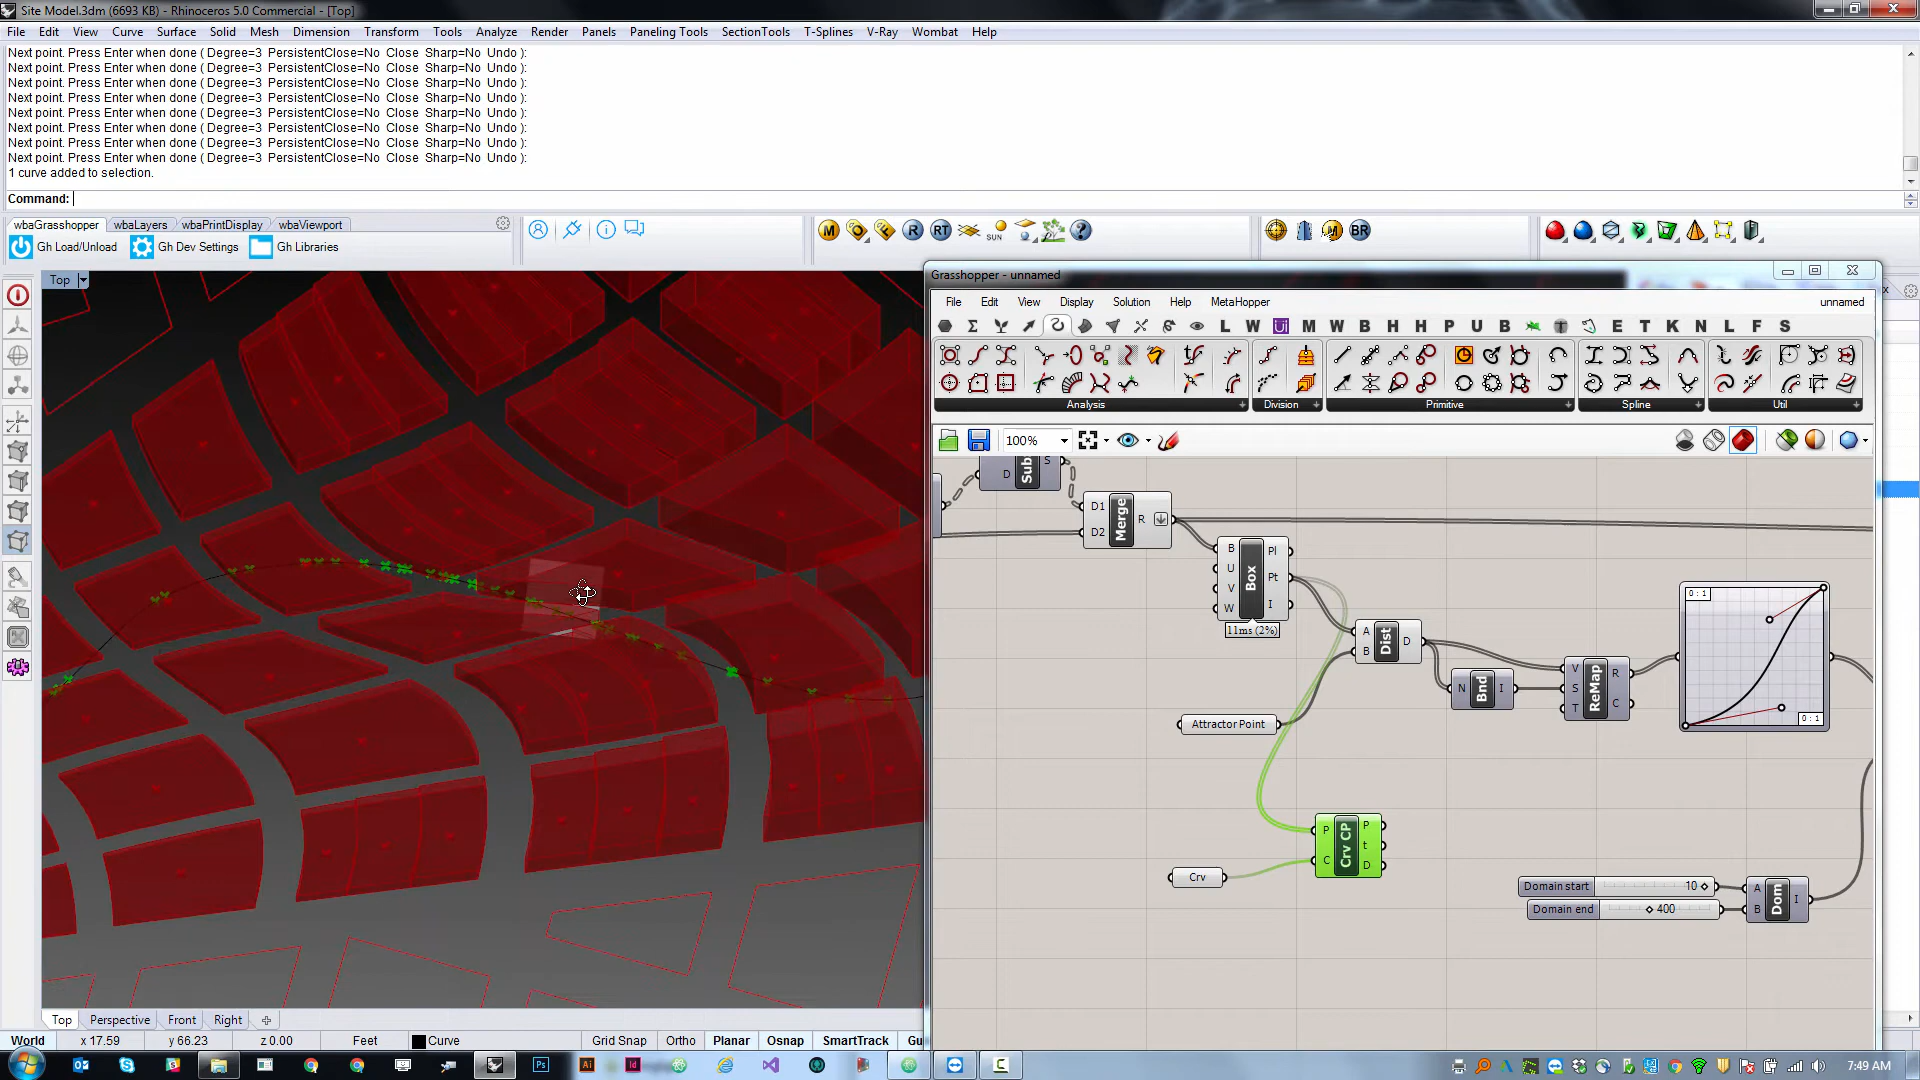 Site Model.3dm (6693 KB) - Rhinoceros 5.0 Commercial - [Top]
File Edit View Curve Surface Solid Mesh Dimension Transform Tools Analyze Render Panels Paneling Tools SectionTools T-Splines V-Ray Wombat Help
Next point. Press Enter when done ( Degree=3 PersistentClose=No Close Sharp=No Undo ):
Next point. Press Enter when done ( Degree=3 PersistentClose=No Close Sharp=No Undo ):
Next point. Press Enter when done ( Degree=3 PersistentClose=No Close Sharp=No Undo ):
Next point. Press Enter when done ( Degree=3 PersistentClose=No Close Sharp=No Undo ):
Next point. Press Enter when done ( Degree=3 PersistentClose=No Close Sharp=No Undo ):
Next point. Press Enter when done ( Degree=3 PersistentClose=No Close Sharp=No Undo ):
Next point. Press Enter when done ( Degree=3 PersistentClose=No Close Sharp=No Undo ):
Next point. Press Enter when done ( Degree=3 PersistentClose=No Close Sharp=No Undo ):
1 curve added to selection.
Command:
wbaGrasshopper wbaLayers wbaPrintDisplay wbaViewport
Gh Load/Unload Gh Dev Settings Gh Libraries
M R RT SUN M BR
Top
Grasshopper - unnamed
File Edit View Display Solution Help MetaHopper unnamed
L W Ui M W B H H P U B E T K N L F S
Analysis Division Primitive Spline Util
100%
D Sub S
D1 D2 Merge R
B U V W Box Pl Pt I
11ms (2%)
A B Dist D
N Bnd I
V S T ReMap R C
0 : 1
0 : 1
Attractor Point
P C Crv CP P t D
Crv
Domain start 10
Domain end 400
A B Dom I
Top Perspective Front Right
World x 17.59 y 66.23 z 0.00 Feet Curve Grid Snap Ortho Planar Osnap SmartTrack Gu
7:49 AM